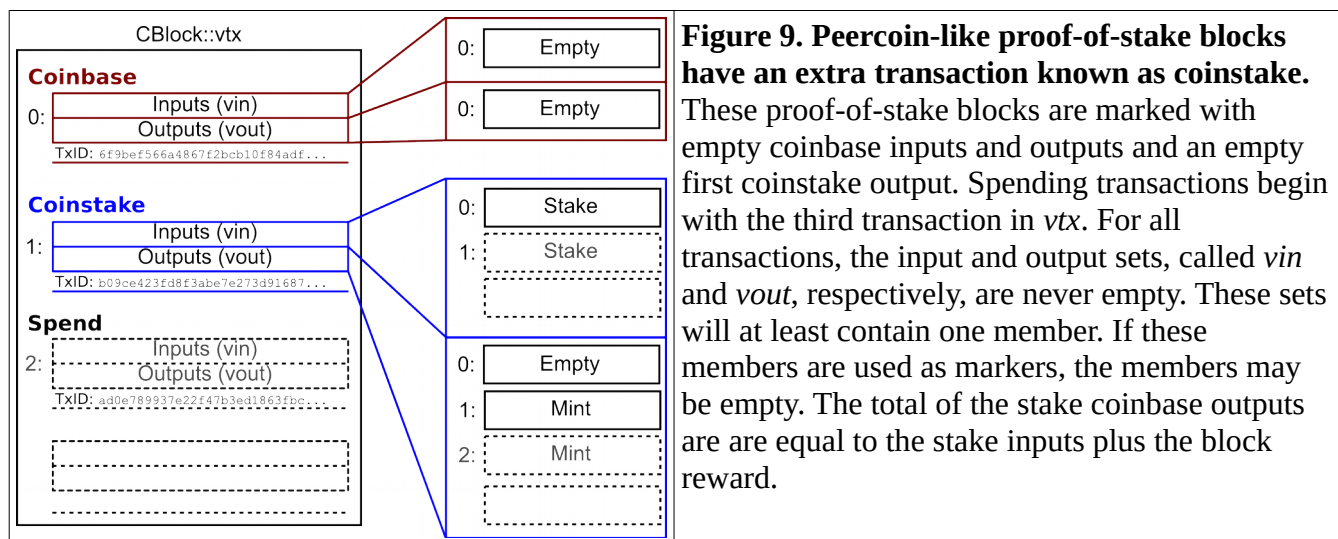 CBlock::vtx
Coinbase
0:
Inputs (vin)
Outputs (vout)
TxID: 6f9bef566a4867f2bcb10f84adf...
0: Empty
0: Empty
Coinstake
1:
Inputs (vin)
Outputs (vout)
TxID: b09ce423fd8f3abe7e273d91687...
0: Stake
1: Stake
Spend
2:
Inputs (vin)
Outputs (vout)
TxID: ad0e789937e22f47b3ed1863fbc...
0: Empty
1: Mint
2: Mint
Figure 9. Peercoin-like proof-of-stake blocks
have an extra transaction known as coinstake.
These proof-of-stake blocks are marked with
empty coinbase inputs and outputs and an empty
first coinstake output. Spending transactions begin
with the third transaction in vtx. For all
transactions, the input and output sets, called vin
and vout, respectively, are never empty. These sets
will at least contain one member. If these
members are used as markers, the members may
be empty. The total of the stake coinbase outputs
are are equal to the stake inputs plus the block
reward.